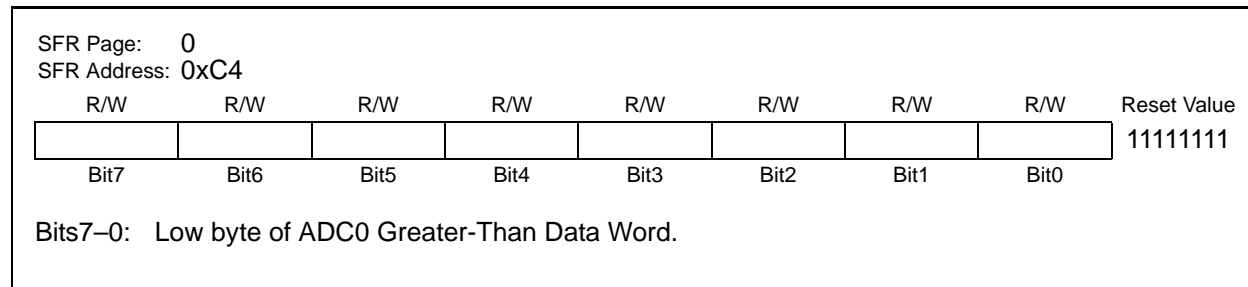 SFR Page: 0
SFR Address: 0xC4
R/W R/W R/W R/W R/W R/W R/W R/W Reset Value
11111111
Bit7 Bit6 Bit5 Bit4 Bit3 Bit2 Bit1 Bit0
Bits7–0: Low byte of ADC0 Greater-Than Data Word.